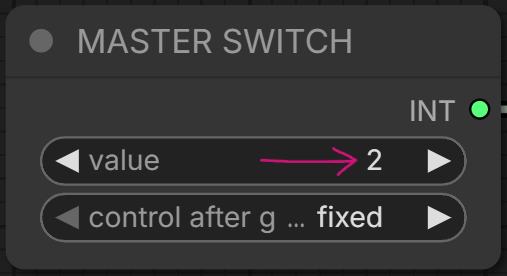 MASTER SWITCH
INT
value 2
control after g ... fixed